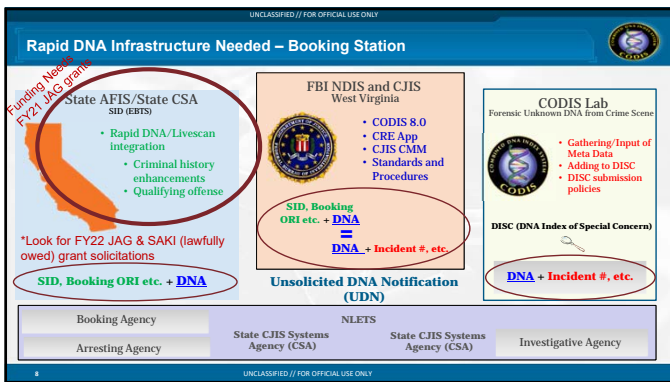 UNCLASSIFIED // FOR OFFICIAL USE ONLY
Rapid DNA Infrastructure Needed – Booking Station
Funding Needs
FY21 JAG grants
State AFIS/State CSA
SID (EBTS)
• Rapid DNA/Livescan
integration
• Criminal history
enhancements
• Qualifying offense
*Look for FY22 JAG & SAKI (lawfully
owed) grant solicitations
SID, Booking ORI etc. + DNA
FBI NDIS and CJIS
West Virginia
• CODIS 8.0
• CRE App
• CJIS CMM
• Standards and
Procedures
SID, Booking
ORI etc. + DNA
=
DNA + Incident #, etc.
Unsolicited DNA Notification
(UDN)
CODIS Lab
Forensic Unknown DNA from Crime Scene
CODIS
• Gathering/Input of
Meta Data
• Adding to DISC
• DISC submission
policies
DISC (DNA Index of Special Concern)
DNA + Incident #, etc.
Booking Agency
Arresting Agency
NLETS
State CJIS Systems
Agency (CSA)
State CJIS Systems
Agency (CSA)
Investigative Agency
8
UNCLASSIFIED // FOR OFFICIAL USE ONLY